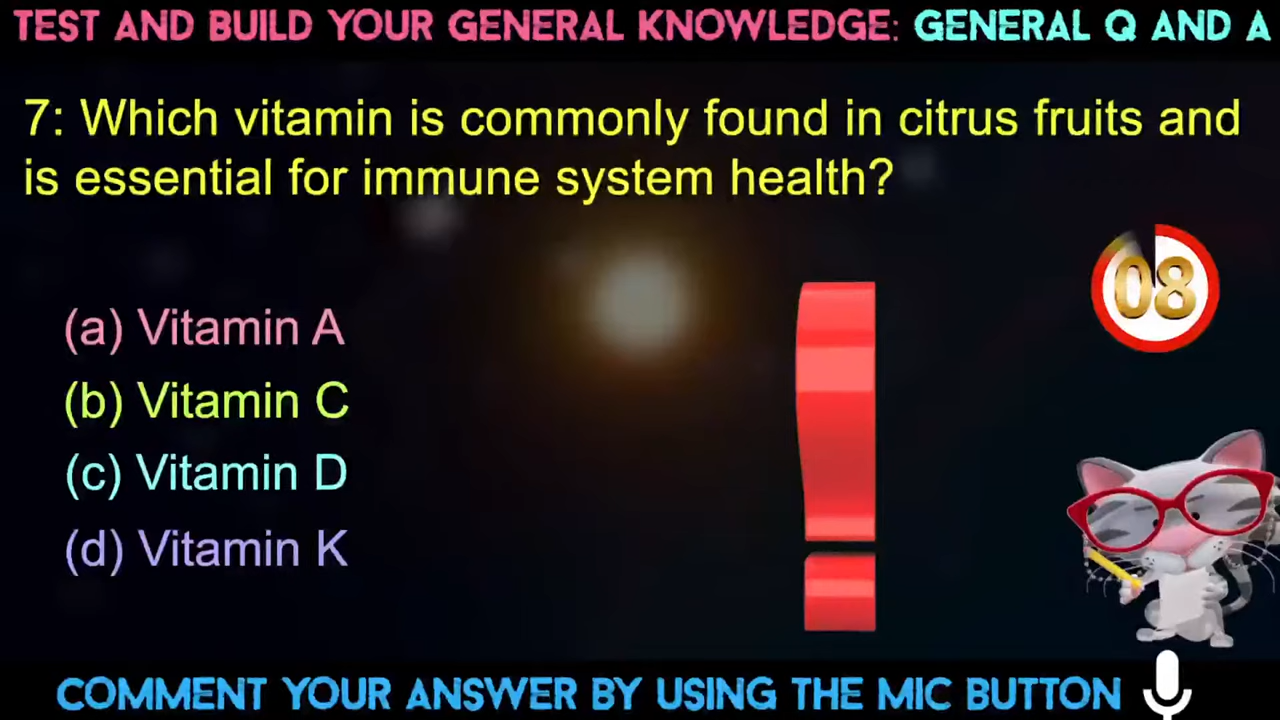 TEST AND BUILD YOUR GENERAL KNOWLEDGE: GENERAL Q AND A
7: Which vitamin is commonly found in citrus fruits and
is essential for immune system health?
08
(a) Vitamin A
(b) Vitamin C
(c) Vitamin D
(d) Vitamin K
COMMENT YOUR ANSWER BY USING THE MIC BUTTON